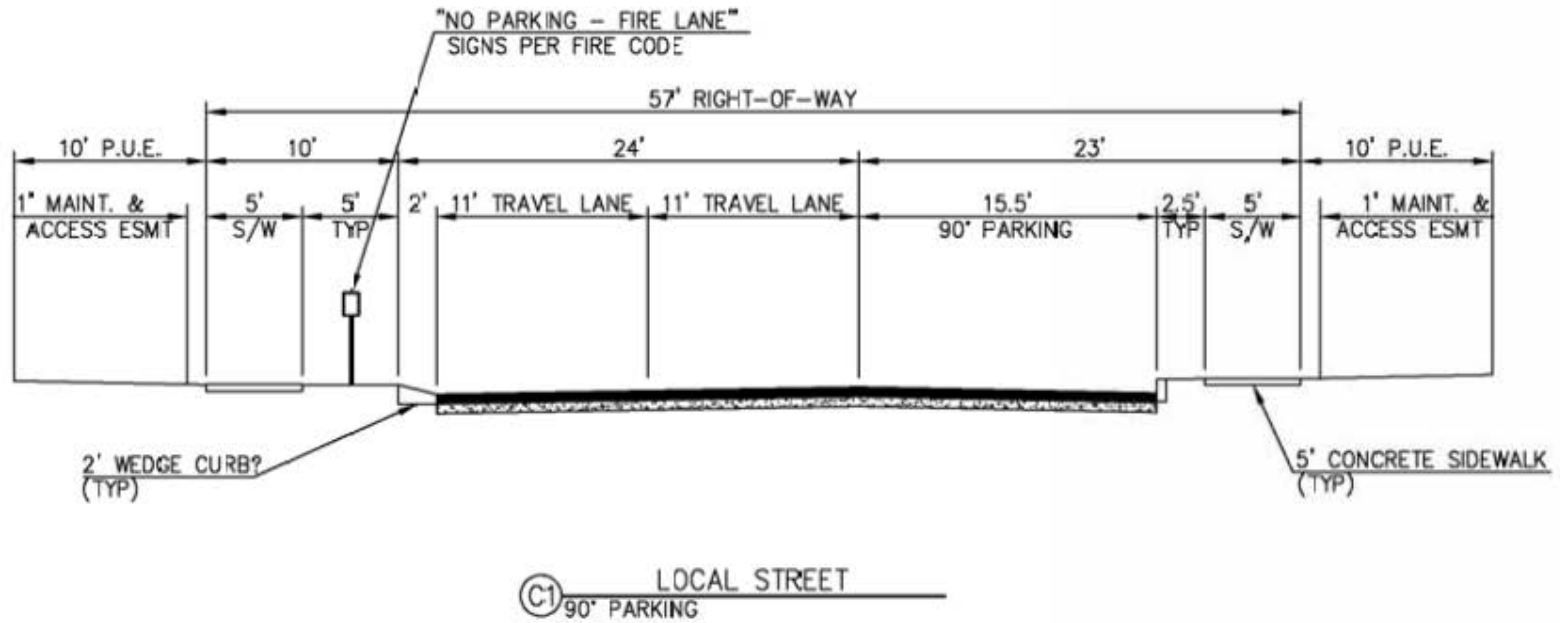 "NO PARKING – FIRE LANE"
SIGNS PER FIRE CODE
57' RIGHT-OF-WAY
10' P.U.E. 10' 24' 23' 10' P.U.E.
1' MAINT. & 5' 5' 2' 11' TRAVEL LANE 11' TRAVEL LANE 15.5' 2.5' 5' 1' MAINT. &
ACCESS ESMT S/W TYP 90° PARKING TYP S/W ACCESS ESMT
2' WEDGE CURB?
(TYP)
5' CONCRETE SIDEWALK
(TYP)
C1 LOCAL STREET
90° PARKING